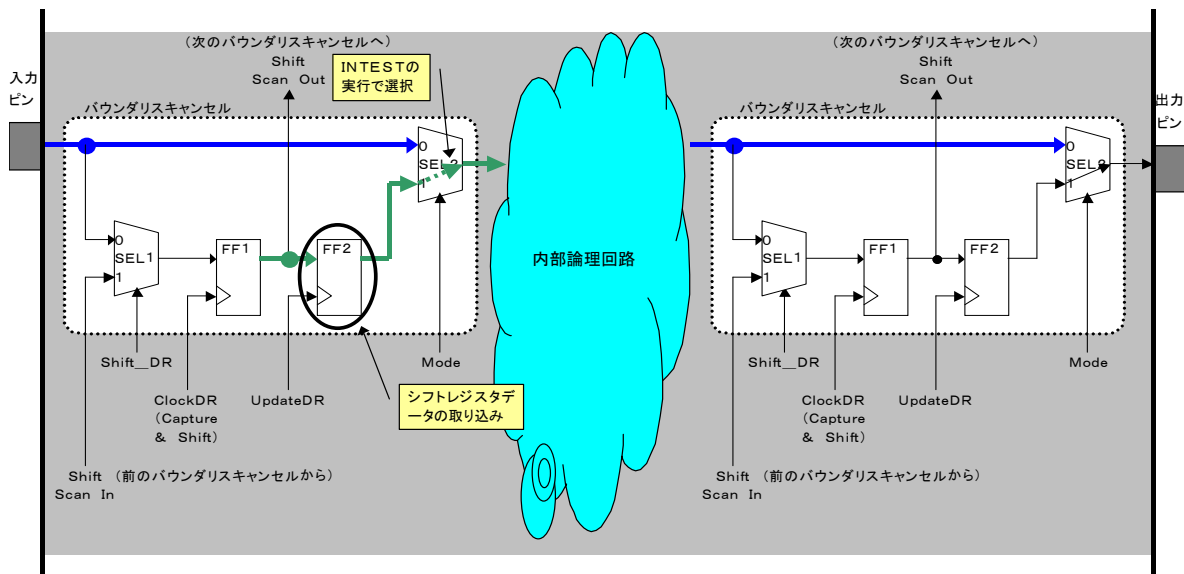 (次のバウンダリスキャンセルへ)
Shift
Scan Out
INTESTの
実行で選択
入力
ピン
バウンダリスキャンセル
0
SEL2
1
0
SEL1
1
FF1
FF2
Shift__DR
Mode
ClockDR
(Capture
& Shift)
UpdateDR
シフトレジスタデ
ータの取り込み
Shift (前のバウンダリスキャンセルから)
Scan In
内部論理回路
(次のバウンダリスキャンセルへ)
Shift
Scan Out
出力
ピン
バウンダリスキャンセル
0
SEL2
1
0
SEL1
1
FF1
FF2
Shift__DR
Mode
ClockDR
(Capture
& Shift)
UpdateDR
Shift (前のバウンダリスキャンセルから)
Scan In